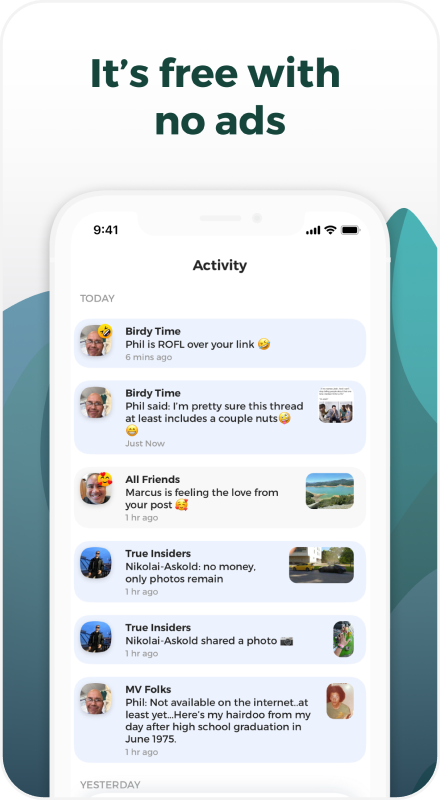 It’s free with
no ads
9:41
Activity
TODAY
Birdy Time
Phil is ROFL over your link 🤣
6 mins ago
Birdy Time
Phil said: I’m pretty sure this thread
at least includes a couple nuts🤪
😁
Just Now
All Friends
Marcus is feeling the love from
your post 🥰
1 hr ago
True Insiders
Nikolai-Askold: no money,
only photos remain
1 hr ago
True Insiders
Nikolai-Askold shared a photo 📷
1 hr ago
MV Folks
Phil: Not available on the internet..at
least yet...Here’s my hairdoo from my
day after high school graduation in
June 1975.
1 hr ago
YESTERDAY